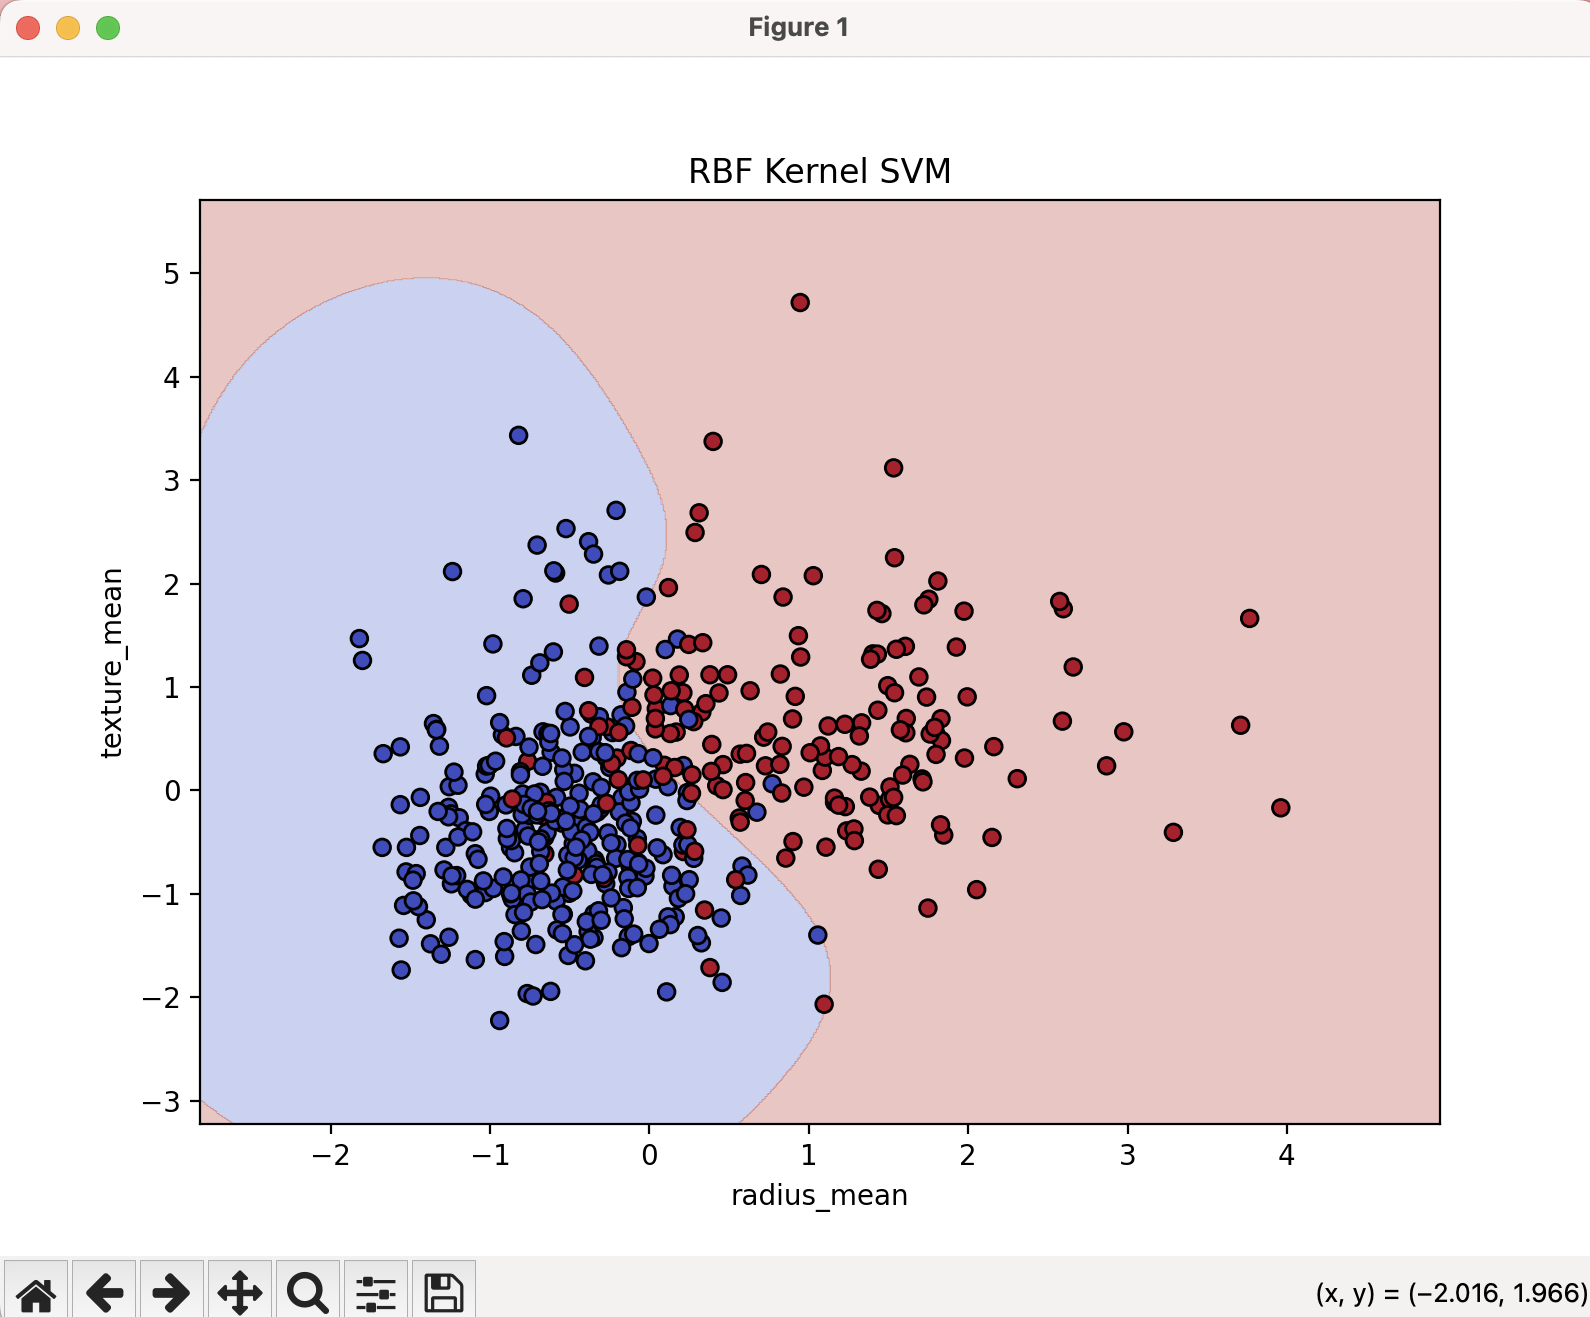 Figure 1
RBF Kernel SVM
5
4
3
2
1
0
−1
−2
−3
texture_mean
−2 −1 0 1 2 3 4
radius_mean
(x, y) = (−2.016, 1.966)